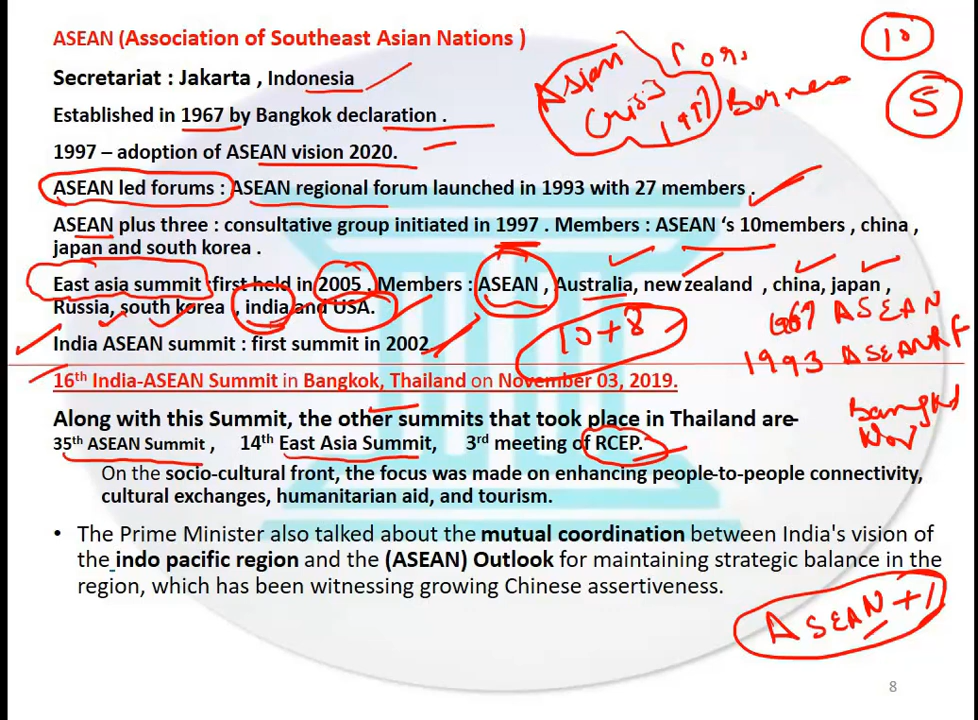 ASEAN (Association of Southeast Asian Nations )
10
Asian
Crisis
1997
Secretariat : Jakarta , Indonesia
5
Established in 1967 by Bangkok declaration .
1997 – adoption of ASEAN vision 2020.
ASEAN led forums : ASEAN regional forum launched in 1993 with 27 members .
ASEAN plus three : consultative group initiated in 1997 . Members : ASEAN 's 10members , china ,
japan and south korea .
East asia summit :first held in 2005 . Members : ASEAN , Australia, new zealand , china, japan ,
Russia, south korea , india and USA.
10+8
1967 ASEAN
India ASEAN summit : first summit in 2002
1993 ASEANRF
16th India-ASEAN Summit in Bangkok, Thailand on November 03, 2019.
Along with this Summit, the other summits that took place in Thailand are-
Bangkok
Nov
35th ASEAN Summit , 14th East Asia Summit, 3rd meeting of RCEP.
On the socio-cultural front, the focus was made on enhancing people-to-people connectivity,
cultural exchanges, humanitarian aid, and tourism.
• The Prime Minister also talked about the mutual coordination between India's vision of
the indo pacific region and the (ASEAN) Outlook for maintaining strategic balance in the
region, which has been witnessing growing Chinese assertiveness.
ASEAN +1
8